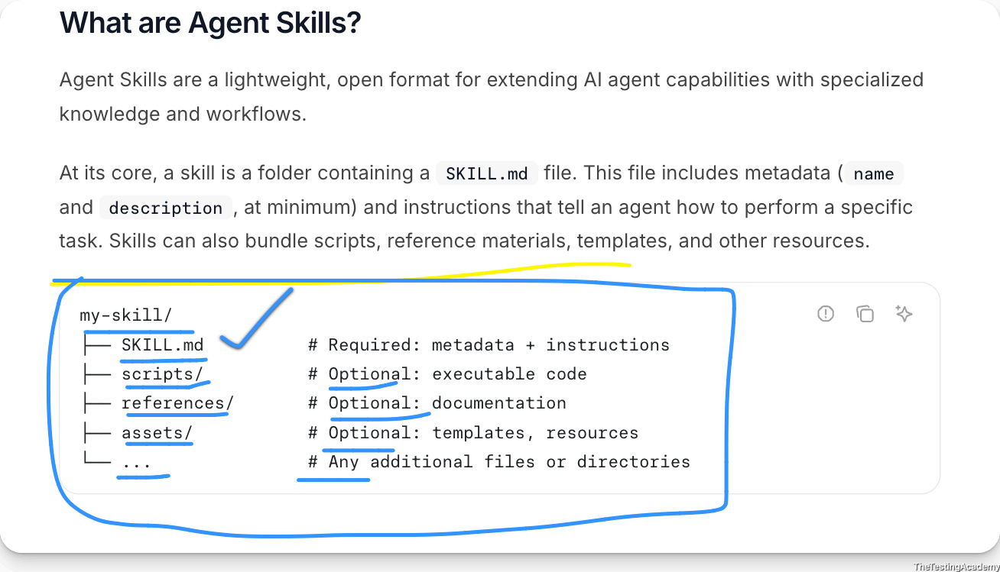 What are Agent Skills?
Agent Skills are a lightweight, open format for extending AI agent capabilities with specialized
knowledge and workflows.
At its core, a skill is a folder containing a SKILL.md file. This file includes metadata ( name
and description , at minimum) and instructions that tell an agent how to perform a specific
task. Skills can also bundle scripts, reference materials, templates, and other resources.
my-skill/
├── SKILL.md # Required: metadata + instructions
├── scripts/ # Optional: executable code
├── references/ # Optional: documentation
├── assets/ # Optional: templates, resources
└── ... # Any additional files or directories
TheTestingAcademy